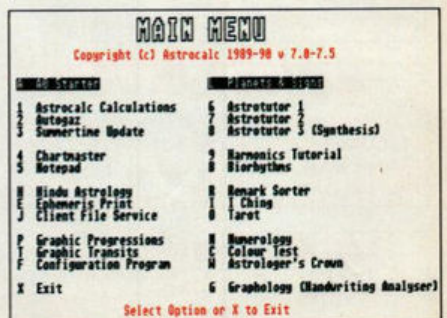 MAIN MENU
Copyright (c) Astrocalc 1989-90 v 7.0-7.5
Starter
1 Astrocalc Calculations
2 Autogaz
3 Summertime Update
4 Chartmaster
5 Notepad
H Hindu Astrology
E Ephemeris Print
J Client File Service
P Graphic Progressions
T Graphic Transits
F Configuration Program
X Exit
Planets & Signs
6 Astrotutor 1
7 Astrotutor 2
8 Astrotutor 3 (Synthesis)
9 Harmonics Tutorial
B Biorhythms
R Remark Sorter
I I Ching
O Tarot
N Numerology
C Colour Test
W Astrologer's Crown
G Graphology (Handwriting Analyser)
Select Option or X to Exit